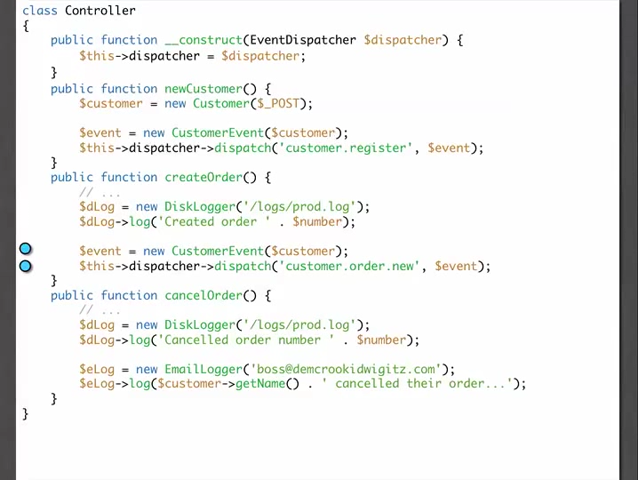 class Controller
{
public function __construct(EventDispatcher $dispatcher) {
$this->dispatcher = $dispatcher;
}
public function newCustomer() {
$customer = new Customer($_POST);
$event = new CustomerEvent($customer);
$this->dispatcher->dispatch('customer.register', $event);
}
public function createOrder() {
// ...
$dLog = new DiskLogger('/logs/prod.log');
$dLog->log('Created order ' . $number);
$event = new CustomerEvent($customer);
$this->dispatcher->dispatch('customer.order.new', $event);
}
public function cancelOrder() {
// ...
$dLog = new DiskLogger('/logs/prod.log');
$dLog->log('Cancelled order number ' . $number);
$eLog = new EmailLogger('boss@demcrookidwigitz.com');
$eLog->log($customer->getName() . ' cancelled their order...');
}
}